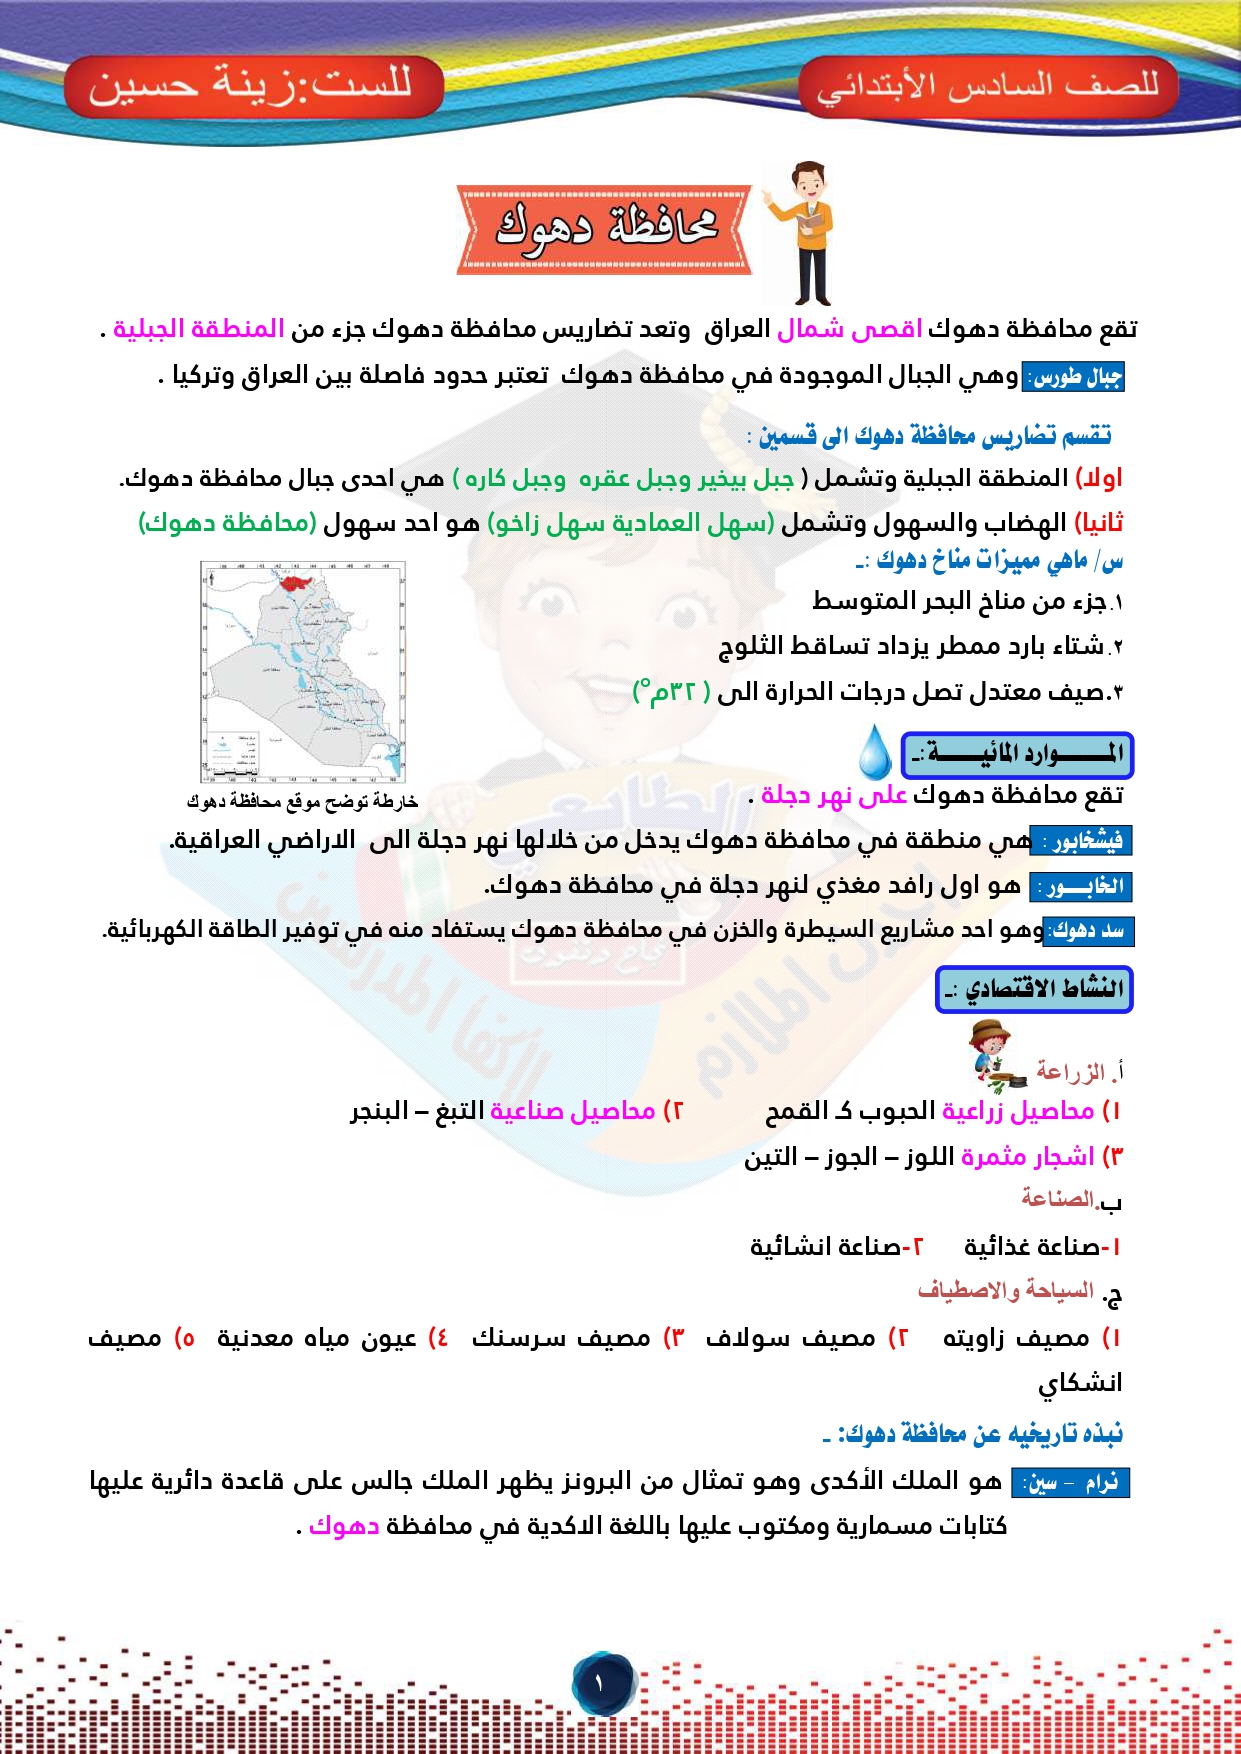 للصف السادس الأبتدائي
للست:زينة حسين
محافظة دهوك
تقع محافظة دهوك اقصى شمال العراق وتعد تضاريس محافظة دهوك جزء من المنطقة الجبلية .
جبال طورس: وهي الجبال الموجودة في محافظة دهوك تعتبر حدود فاصلة بين العراق وتركيا .
تقسم تضاريس محافظة دهوك الى قسمين :
اولا) المنطقة الجبلية وتشمل ( جبل بيخير وجبل عقره وجبل كاره ) هي احدى جبال محافظة دهوك.
ثانيا) الهضاب والسهول وتشمل (سهل العمادية سهل زاخو) هو احد سهول (محافظة دهوك)
س/ ماهي مميزات مناخ دهوك :ـ
١.جزء من مناخ البحر المتوسط
٢.شتاء بارد ممطر يزداد تساقط الثلوج
٣.صيف معتدل تصل درجات الحرارة الى ( ٣٢م°)
خارطة توضح موقع محافظة دهوك
المـــــوارد المائيـــــــة :ـ
تقع محافظة دهوك على نهر دجلة .
فيشخابور : هي منطقة في محافظة دهوك يدخل من خلالها نهر دجلة الى الاراضي العراقية.
الخابـــور : هو اول رافد مغذي لنهر دجلة في محافظة دهوك.
سد دهوك: وهو احد مشاريع السيطرة والخزن في محافظة دهوك يستفاد منه في توفير الطاقة الكهربائية.
النشاط الاقتصادي :ـ
أ. الزراعة
١) محاصيل زراعية الحبوب كـ القمح ٢) محاصيل صناعية التبغ – البنجر
٣) اشجار مثمرة اللوز – الجوز – التين
ب.الصناعة
١-صناعة غذائية ٢-صناعة انشائية
ج. السياحة والاصطياف
١) مصيف زاويته ٢) مصيف سولاف ٣) مصيف سرسنك ٤) عيون مياه معدنية ٥) مصيف
انشكاي
نبذه تاريخيه عن محافظة دهوك: ـ
نرام – سين: هو الملك الأكدى وهو تمثال من البرونز يظهر الملك جالس على قاعدة دائرية عليها
كتابات مسمارية ومكتوب عليها باللغة الاكدية في محافظة دهوك .
١